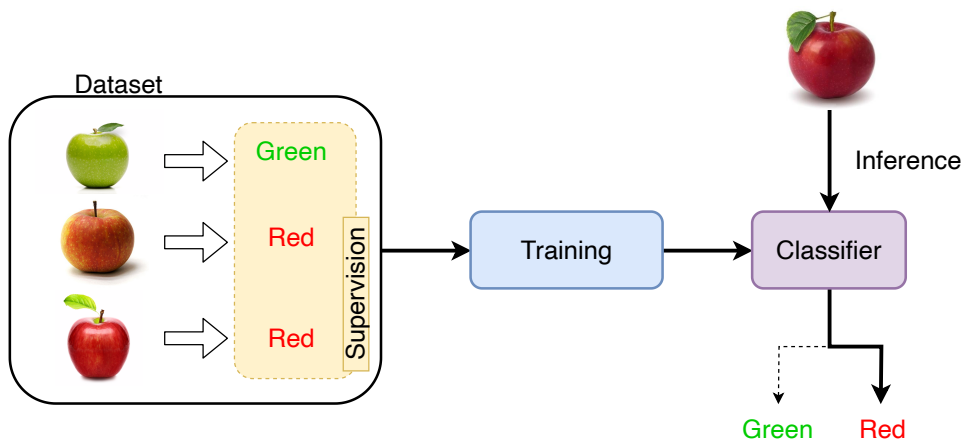 Dataset
Green
Red
Red
Supervision
Training
Inference
Classifier
Green
Red